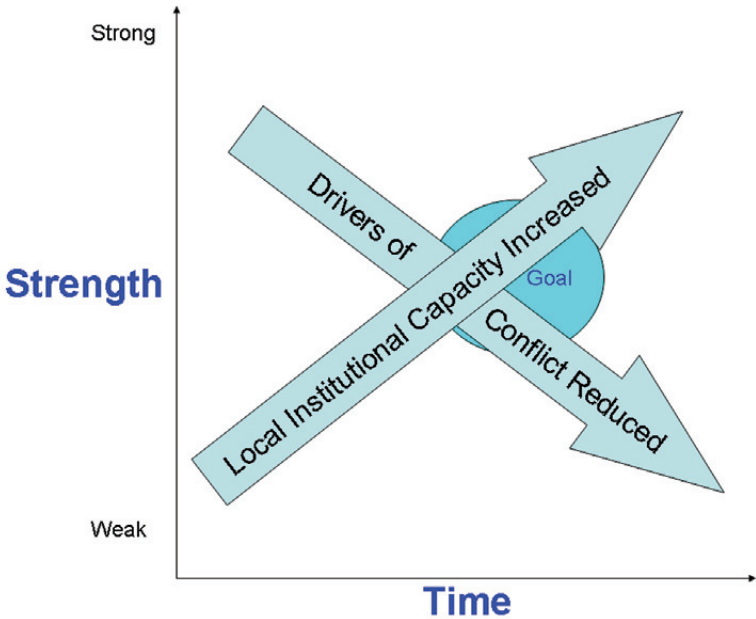 Strong
Drivers of
Local Institutional Capacity Increased
Goal
Strength
Conflict Reduced
Weak
Time